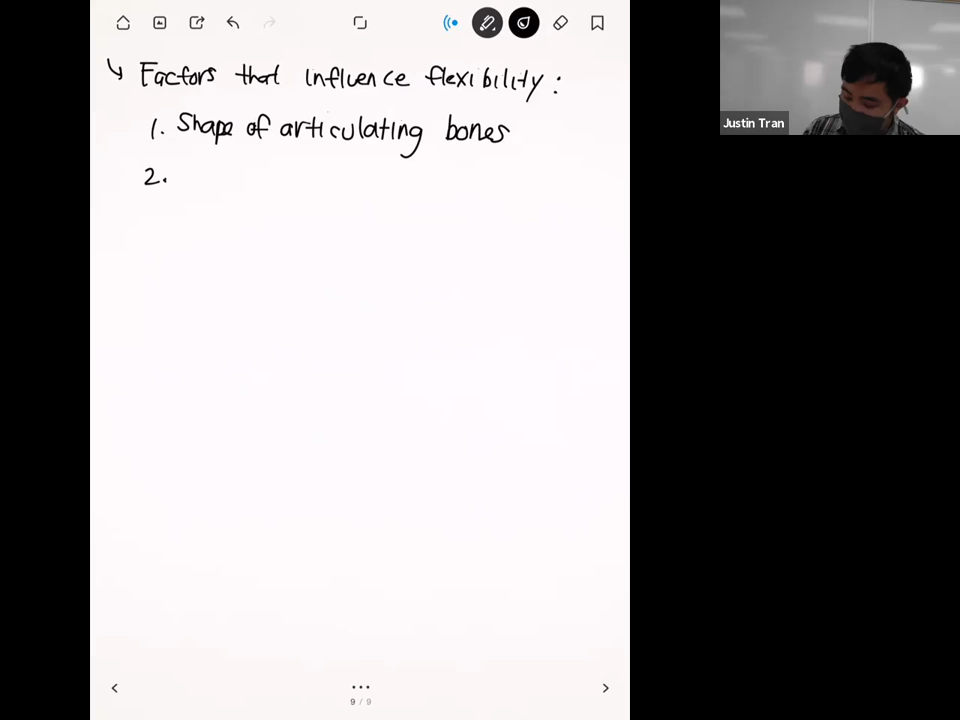 ↳ Factors that influence flexibility:
1. Shape of articulating bones
2.
Justin Tran
9 / 9